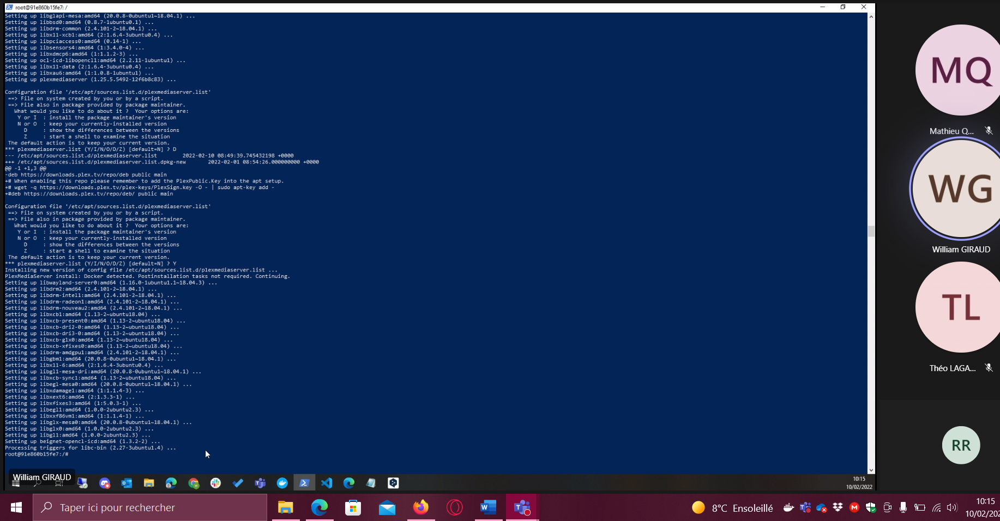 root@91e860b15fe7: /
Setting up libglapi-mesa:amd64 (20.0.8-0ubuntu1~18.04.1) ...
Setting up libbsd0:amd64 (0.8.7-1ubuntu0.1) ...
Setting up libdrm-common (2.4.101-2~18.04.1) ...
Setting up libx11-xcb1:amd64 (2:1.6.4-3ubuntu0.4) ...
Setting up libpciaccess0:amd64 (0.14-1) ...
Setting up libsensors4:amd64 (1:3.4.0-4) ...
Setting up libxdmcp6:amd64 (1:1.1.2-3) ...
Setting up ocl-icd-libopencl1:amd64 (2.2.11-1ubuntu1) ...
Setting up libx11-data (2:1.6.4-3ubuntu0.4) ...
Setting up libxau6:amd64 (1:1.0.8-1ubuntu1) ...
Setting up plexmediaserver (1.25.5.5492-12f6b8c83) ...
Configuration file '/etc/apt/sources.list.d/plexmediaserver.list'
==> File on system created by you or by a script.
==> File also in package provided by package maintainer.
What would you like to do about it ?  Your options are:
Y or I  : install the package maintainer's version
N or O  : keep your currently-installed version
D     : show the differences between the versions
Z     : start a shell to examine the situation
The default action is to keep your current version.
*** plexmediaserver.list (Y/I/N/O/D/Z) [default=N] ? D
--- /etc/apt/sources.list.d/plexmediaserver.list        2022-02-10 08:49:39.745432198 +0000
+++ /etc/apt/sources.list.d/plexmediaserver.list.dpkg-new       2022-02-01 08:54:26.000000000 +0000
@@ -1 +1,3 @@
-deb https://downloads.plex.tv/repo/deb public main
+# When enabling this repo please remember to add the PlexPublic.Key into the apt setup.
+# wget -q https://downloads.plex.tv/plex-keys/PlexSign.key -O - | sudo apt-key add -
+#deb https://downloads.plex.tv/repo/deb/ public main
Configuration file '/etc/apt/sources.list.d/plexmediaserver.list'
==> File on system created by you or by a script.
==> File also in package provided by package maintainer.
What would you like to do about it ?  Your options are:
Y or I  : install the package maintainer's version
N or O  : keep your currently-installed version
D     : show the differences between the versions
Z     : start a shell to examine the situation
The default action is to keep your current version.
*** plexmediaserver.list (Y/I/N/O/D/Z) [default=N] ? Y
Installing new version of config file /etc/apt/sources.list.d/plexmediaserver.list ...
PlexMediaServer install: Docker detected. Postinstallation tasks not required. Continuing.
Setting up libwayland-server0:amd64 (1.16.0-1ubuntu1.1~18.04.3) ...
Setting up libdrm2:amd64 (2.4.101-2~18.04.1) ...
Setting up libdrm-intel1:amd64 (2.4.101-2~18.04.1) ...
Setting up libdrm-radeon1:amd64 (2.4.101-2~18.04.1) ...
Setting up libdrm-nouveau2:amd64 (2.4.101-2~18.04.1) ...
Setting up libxcb1:amd64 (1.13-2~ubuntu18.04) ...
Setting up libxcb-present0:amd64 (1.13-2~ubuntu18.04) ...
Setting up libxcb-dri2-0:amd64 (1.13-2~ubuntu18.04) ...
Setting up libxcb-dri3-0:amd64 (1.13-2~ubuntu18.04) ...
Setting up libxcb-glx0:amd64 (1.13-2~ubuntu18.04) ...
Setting up libxcb-xfixes0:amd64 (1.13-2~ubuntu18.04) ...
Setting up libdrm-amdgpu1:amd64 (2.4.101-2~18.04.1) ...
Setting up libgbm1:amd64 (20.0.8-0ubuntu1~18.04.1) ...
Setting up libx11-6:amd64 (2:1.6.4-3ubuntu0.4) ...
Setting up libgl1-mesa-dri:amd64 (20.0.8-0ubuntu1~18.04.1) ...
Setting up libxcb-sync1:amd64 (1.13-2~ubuntu18.04) ...
Setting up libegl-mesa0:amd64 (20.0.8-0ubuntu1~18.04.1) ...
Setting up libxdamage1:amd64 (1:1.1.4-3) ...
Setting up libxext6:amd64 (2:1.3.3-1) ...
Setting up libxfixes3:amd64 (1:5.0.3-1) ...
Setting up libegl1:amd64 (1.0.0-2ubuntu2.3) ...
Setting up libxxf86vm1:amd64 (1:1.1.4-1) ...
Setting up libglx-mesa0:amd64 (20.0.8-0ubuntu1~18.04.1) ...
Setting up libglx0:amd64 (1.0.0-2ubuntu2.3) ...
Setting up libgl1:amd64 (1.0.0-2ubuntu2.3) ...
Setting up beignet-opencl-icd:amd64 (1.3.2-2) ...
Processing triggers for libc-bin (2.27-3ubuntu1.4) ...
root@91e860b15fe7:/#
William GIRAUD
10:15
10/02/2022
MQ
Mathieu Q...
WG
William GIRAUD
TL
Théo LAGA...
RR
Taper ici pour rechercher
8°C Ensoleillé
10:15
10/02/202